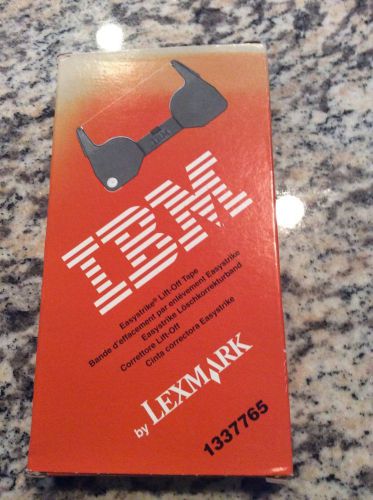 IBM
Easystrike® Lift-Off Tape
Bande d'effacement par enlèvement Easystrike
Easystrike Löschkorrekturband
Correttore Lift-Off
Cinta correctora Easystrike
by LEXMARK
1337765